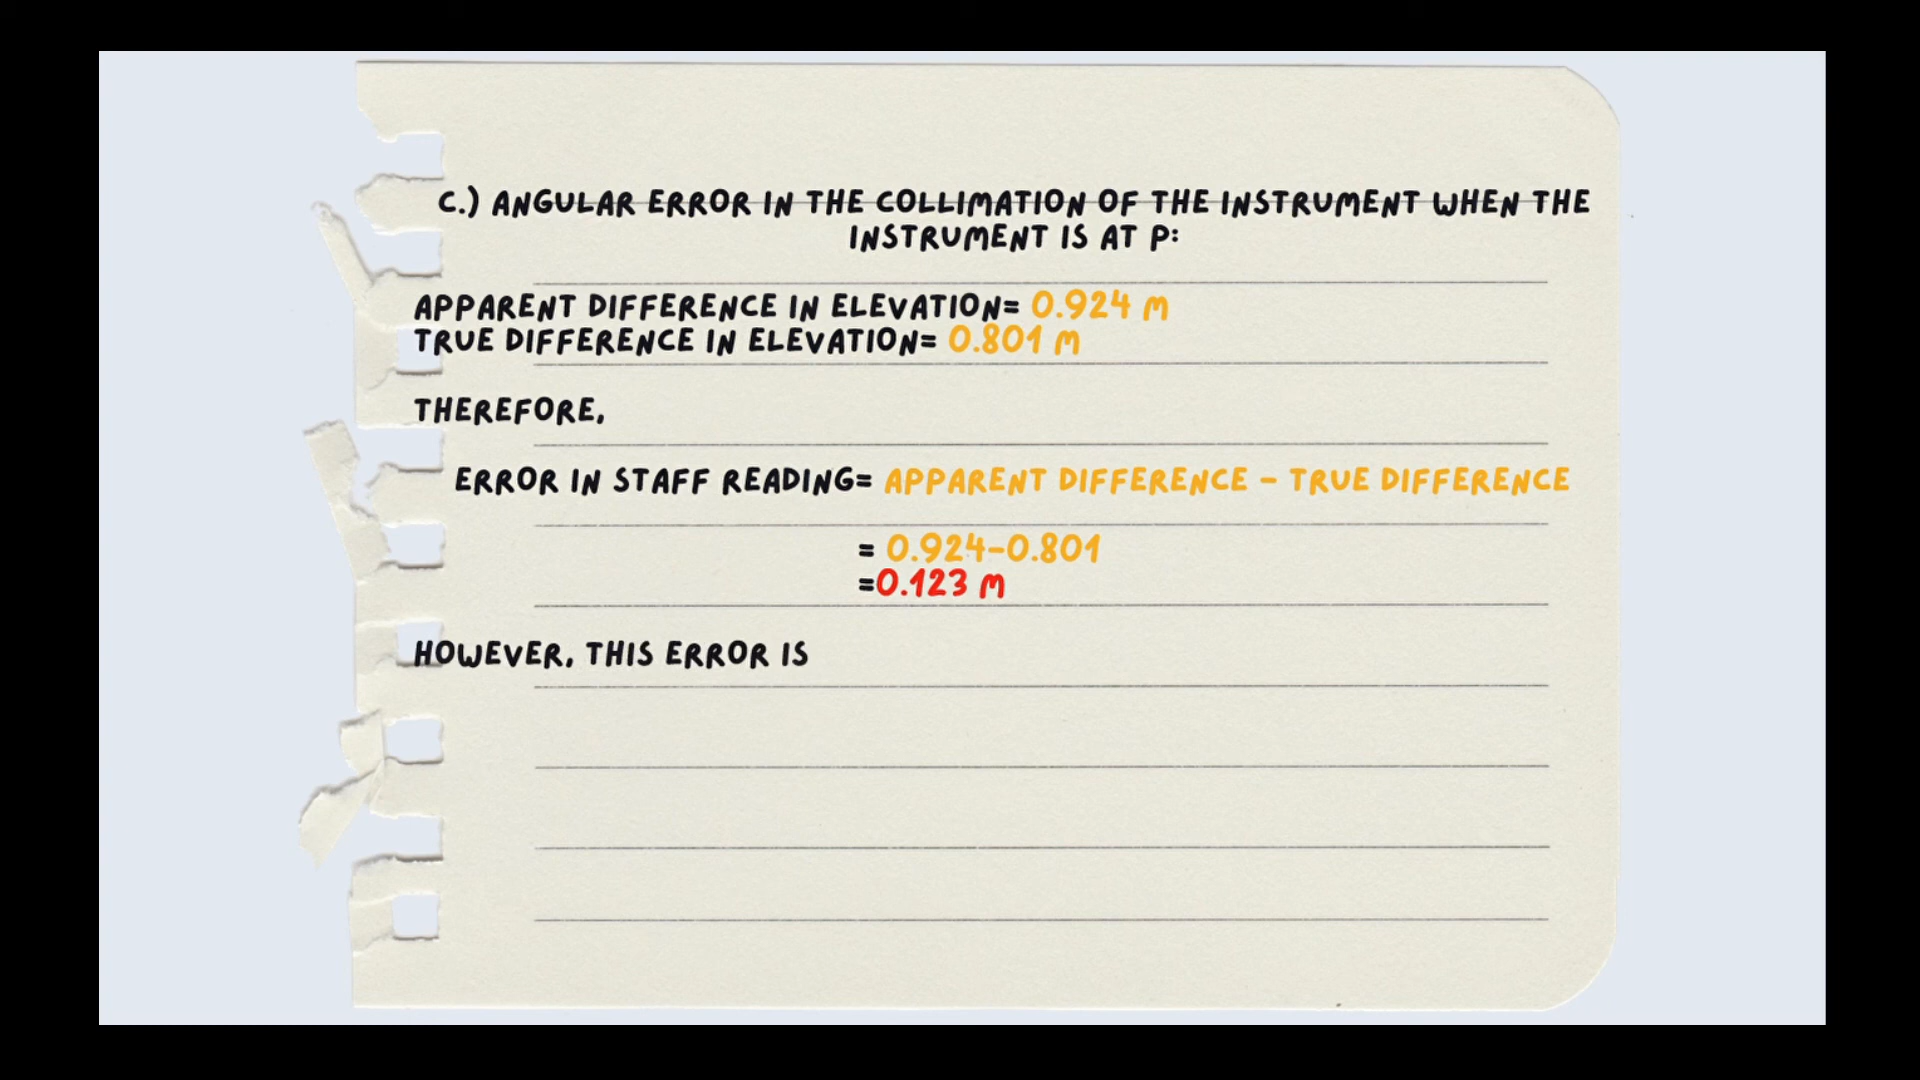 C.) ANGULAR ERROR IN THE COLLIMATION OF THE INSTRUMENT WHEN THE
INSTRUMENT IS AT P:
APPARENT DIFFERENCE IN ELEVATION= 0.924 M
TRUE DIFFERENCE IN ELEVATION= 0.801 M
THEREFORE,
ERROR IN STAFF READING= APPARENT DIFFERENCE - TRUE DIFFERENCE
= 0.924-0.801
=0.123 M
HOWEVER, THIS ERROR IS